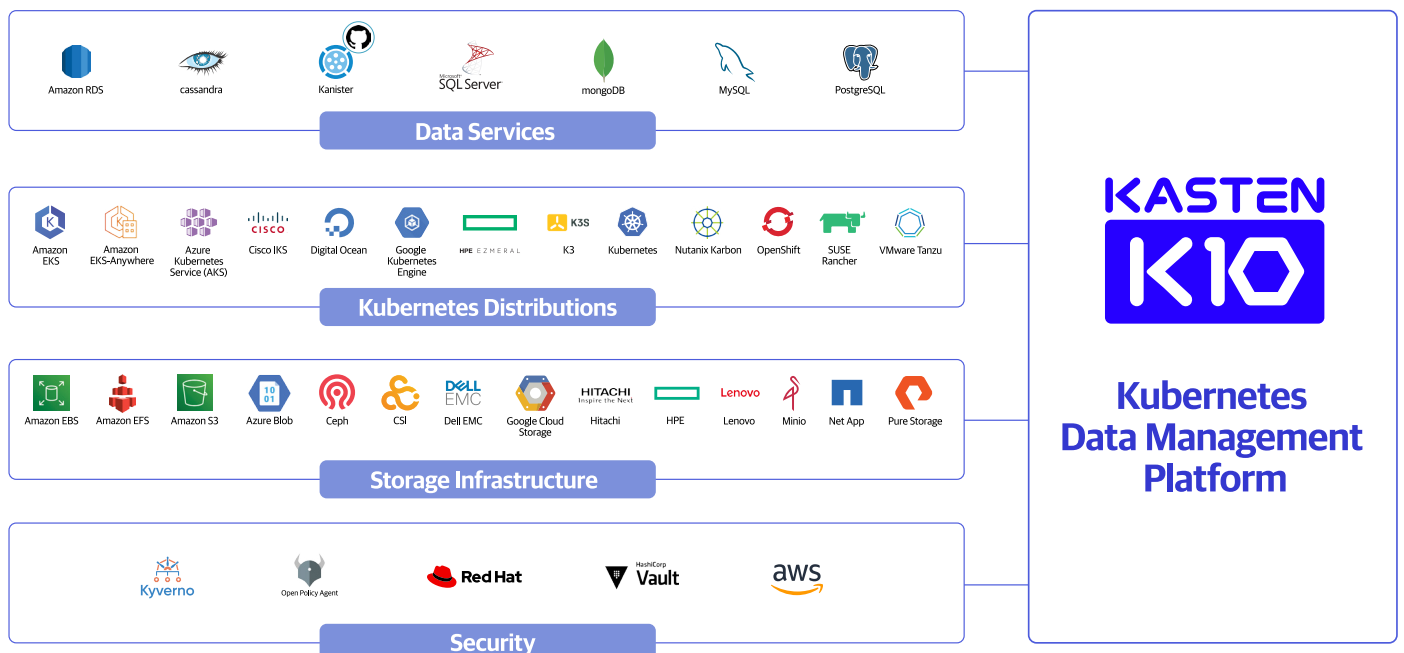 Amazon RDS
cassandra
Kanister
Microsoft
SQL Server
mongoDB
MySQL
PostgreSQL
Data Services
Amazon
EKS
Amazon
EKS-Anywhere
Azure
Kubernetes
Service (AKS)
CISCO
Cisco IKS
Digital Ocean
Google
Kubernetes
Engine
HPE EZMERAL
K3S
K3
Kubernetes
Nutanix Karbon
OpenShift
SUSE
Rancher
VMware Tanzu
Kubernetes Distributions
Amazon EBS
Amazon EFS
Amazon S3
10
01
Azure Blob
Ceph
CSI
DELL
EMC
Dell EMC
Google Cloud
Storage
HITACHI
Inspire the Next
Hitachi
HPE
Lenovo
Lenovo
Minio
Net App
Pure Storage
Storage Infrastructure
Kyverno
Open Policy Agent
Red Hat
HashiCorp
Vault
aws
Security
KASTEN
K10
Kubernetes
Data Management
Platform